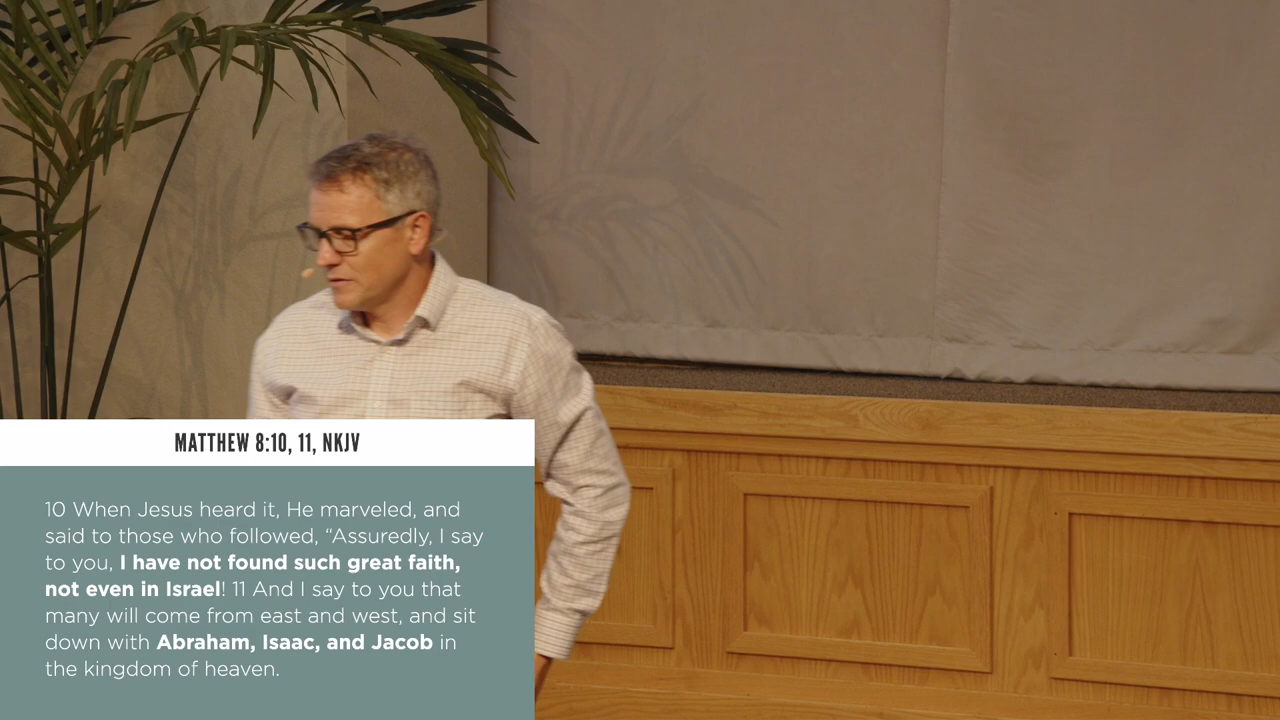 MATTHEW 8:10, 11, NKJV
10 When Jesus heard it, He marveled, and
said to those who followed, “Assuredly, I say
to you, I have not found such great faith,
not even in Israel! 11 And I say to you that
many will come from east and west, and sit
down with Abraham, Isaac, and Jacob in
the kingdom of heaven.